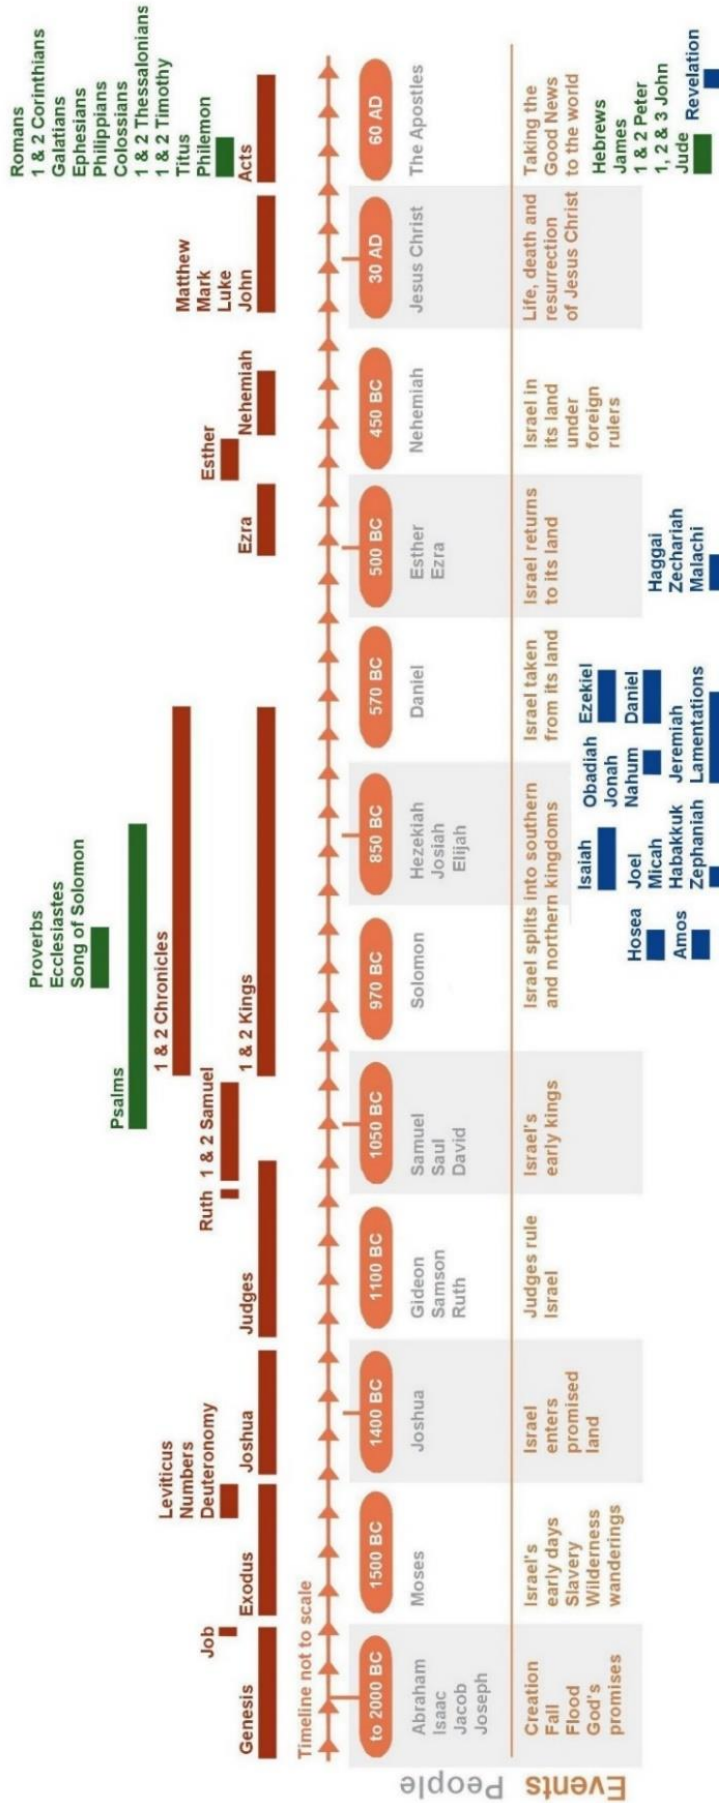 Romans
1 & 2 Corinthians
Galatians
Ephesians
Philippians
Colossians
1 & 2 Thessalonians
1 & 2 Timothy
Titus
Philemon
Proverbs
Ecclesiastes
Song of Solomon
Psalms
1 & 2 Chronicles
Matthew
Mark
Luke
John
Acts
Leviticus
Numbers
Deuteronomy
Job
Ruth
1 & 2 Samuel
Esther
Genesis
Exodus
Joshua
Judges
1 & 2 Kings
Ezra
Nehemiah
Timeline not to scale
to 2000 BC
1500 BC
1400 BC
1100 BC
1050 BC
970 BC
850 BC
570 BC
500 BC
450 BC
30 AD
60 AD
People
Abraham
Isaac
Jacob
Joseph
Moses
Joshua
Gideon
Samson
Ruth
Samuel
Saul
David
Solomon
Hezekiah
Josiah
Elijah
Daniel
Esther
Ezra
Nehemiah
Jesus Christ
The Apostles
Events
Creation
Fall
Flood
God's
promises
Israel's
early days
Slavery
Wilderness
wanderings
Israel
enters
promised
land
Judges rule
Israel
Israel's
early kings
Israel splits into southern
and northern kingdoms
Israel taken
from its land
Israel returns
to its land
Israel in
its land
under
foreign
rulers
Life, death and
resurrection
of Jesus Christ
Taking the
Good News
to the world
Hosea
Amos
Isaiah
Joel
Micah
Habakkuk
Zephaniah
Obadiah
Jonah
Nahum
Jeremiah
Lamentations
Ezekiel
Daniel
Haggai
Zechariah
Malachi
Hebrews
James
1 & 2 Peter
1, 2 & 3 John
Jude
Revelation